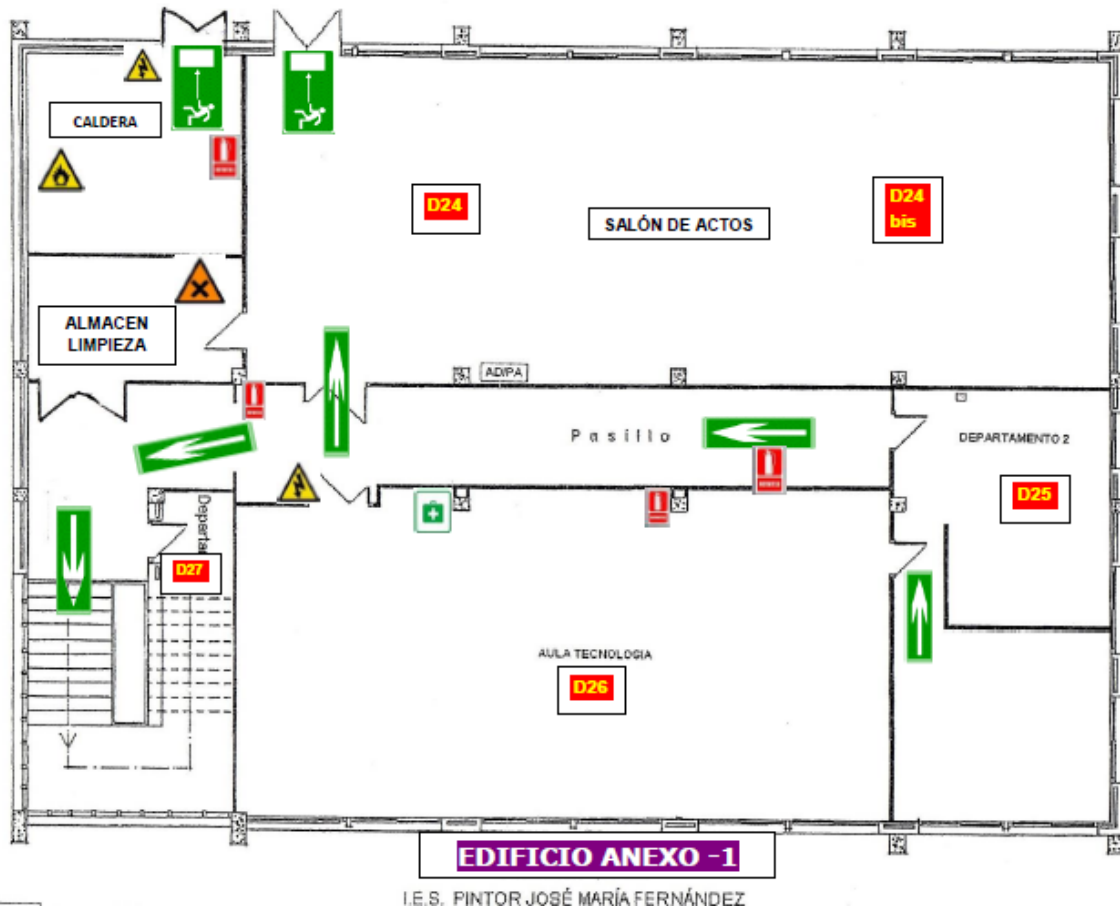 CALDERA
D24
SALÓN DE ACTOS
D24
bis
ALMACEN
LIMPIEZA
AD/PA
Pasillo
DEPARTAMENTO 2
D25
Departa
D27
AULA TECNOLOGIA
D26
EDIFICIO ANEXO -1
I.E.S. PINTOR JOSÉ MARÍA FERNÁNDEZ